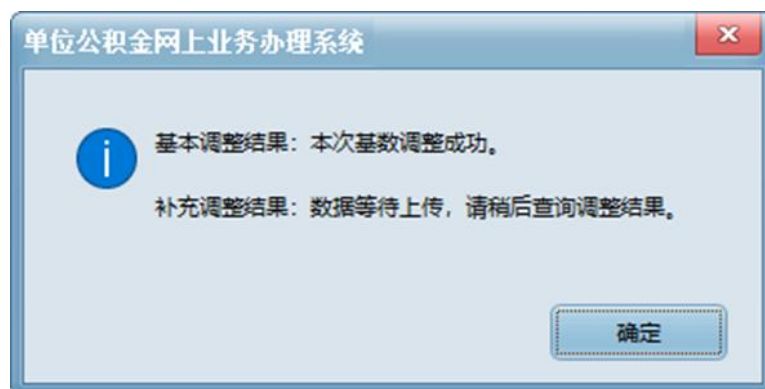 单位公积金网上业务办理系统
基本调整结果：本次基数调整成功。
补充调整结果：数据等待上传，请稍后查询调整结果。
确定